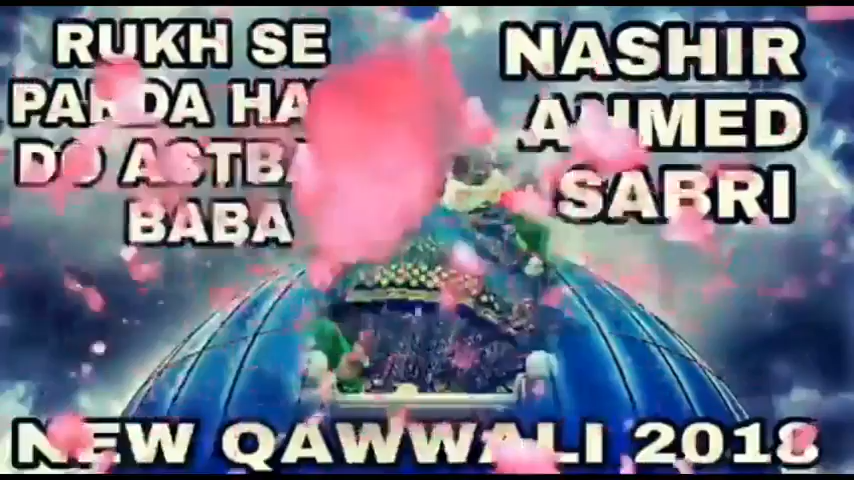 RUKH SE
PARDA
DO
BABA
NASHIR
AHMED
SABRI
NEW QAWWALI 2018